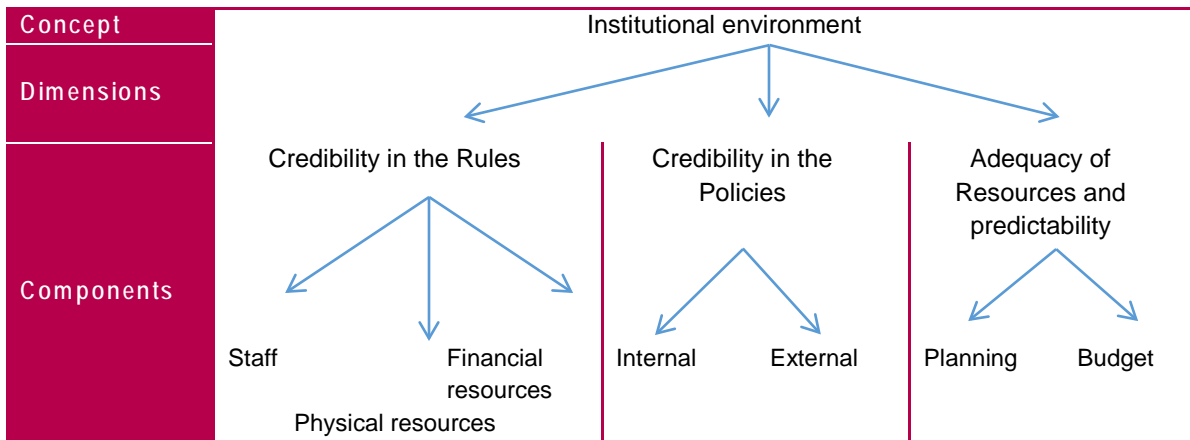 Concept
Institutional environment
Dimensions
Components
Credibility in the Rules
Credibility in the
Policies
Adequacy of
Resources and
predictability
Staff
Financial
resources
Physical resources
Internal
External
Planning
Budget